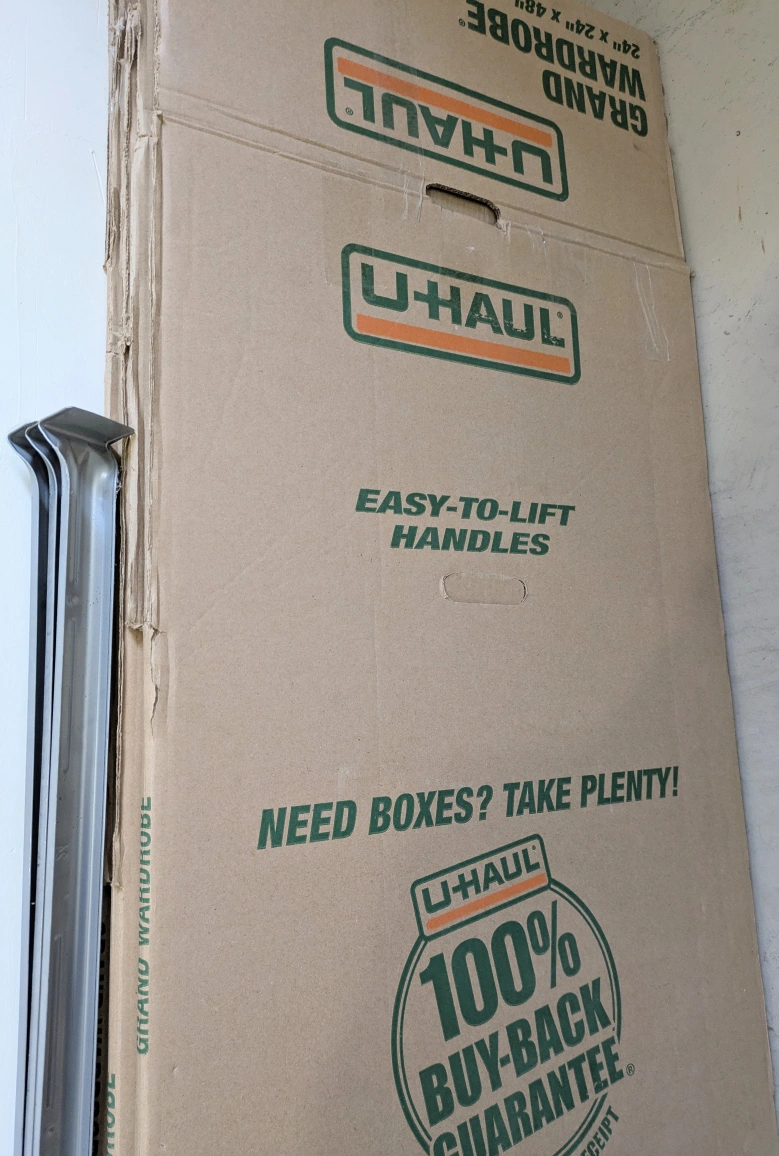 24" x 24" x 48"
GRAND
WARDROBE®
U-HAUL®
U-HAUL®
EASY-TO-LIFT
HANDLES
NEED BOXES? TAKE PLENTY!
U-HAUL®
100%
BUY-BACK
GUARANTEE®
GRAND WARDROBE